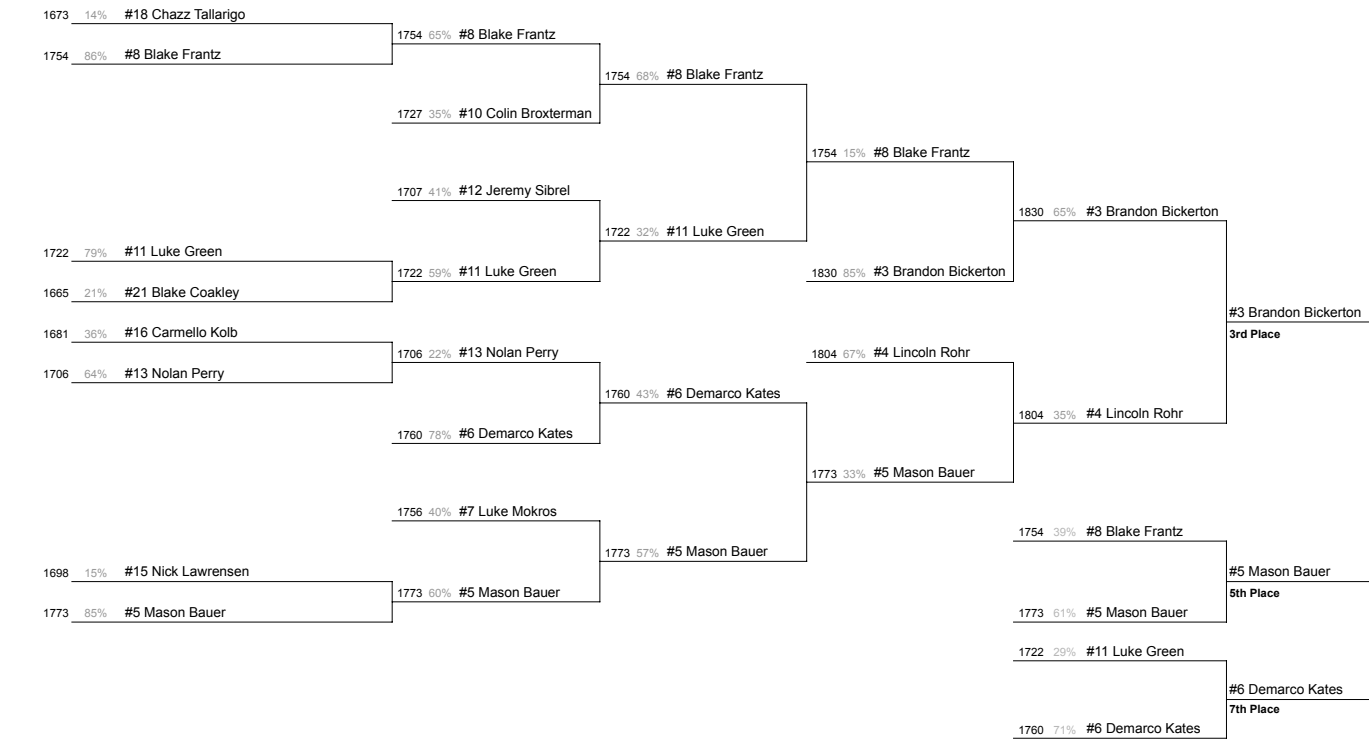 1673 14% #18 Chazz Tallarigo
1754 65% #8 Blake Frantz
1754 86% #8 Blake Frantz
1754 68% #8 Blake Frantz
1727 35% #10 Colin Broxterman
1754 15% #8 Blake Frantz
1707 41% #12 Jeremy Sibrel
1830 65% #3 Brandon Bickerton
1722 32% #11 Luke Green
1722 79% #11 Luke Green
1722 59% #11 Luke Green
1830 85% #3 Brandon Bickerton
1665 21% #21 Blake Coakley
#3 Brandon Bickerton
3rd Place
1681 36% #16 Carmello Kolb
1706 22% #13 Nolan Perry
1804 67% #4 Lincoln Rohr
1706 64% #13 Nolan Perry
1760 43% #6 Demarco Kates
1804 35% #4 Lincoln Rohr
1760 78% #6 Demarco Kates
1773 33% #5 Mason Bauer
1756 40% #7 Luke Mokros
1754 39% #8 Blake Frantz
1773 57% #5 Mason Bauer
1698 15% #15 Nick Lawrensen
#5 Mason Bauer
5th Place
1773 60% #5 Mason Bauer
1773 85% #5 Mason Bauer
1773 61% #5 Mason Bauer
1722 29% #11 Luke Green
#6 Demarco Kates
7th Place
1760 71% #6 Demarco Kates